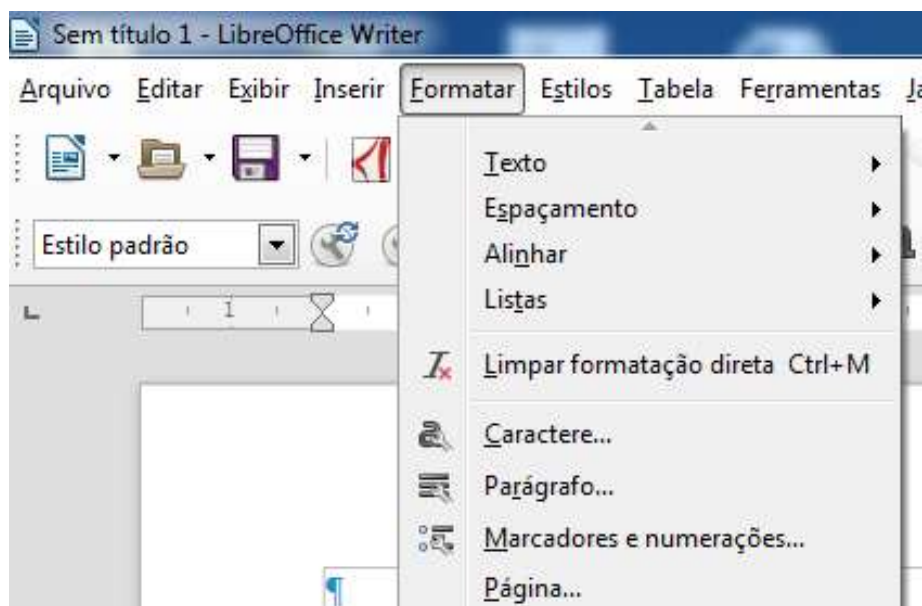 Sem título 1 - LibreOffice Writer
Arquivo Editar Exibir Inserir Formatar Estilos Tabela Ferramentas
Texto
Espaçamento
Estilo padrão
Alinhar
Listas
1
Limpar formatação direta Ctrl+M
Caractere...
Parágrafo...
Marcadores e numerações...
Página...